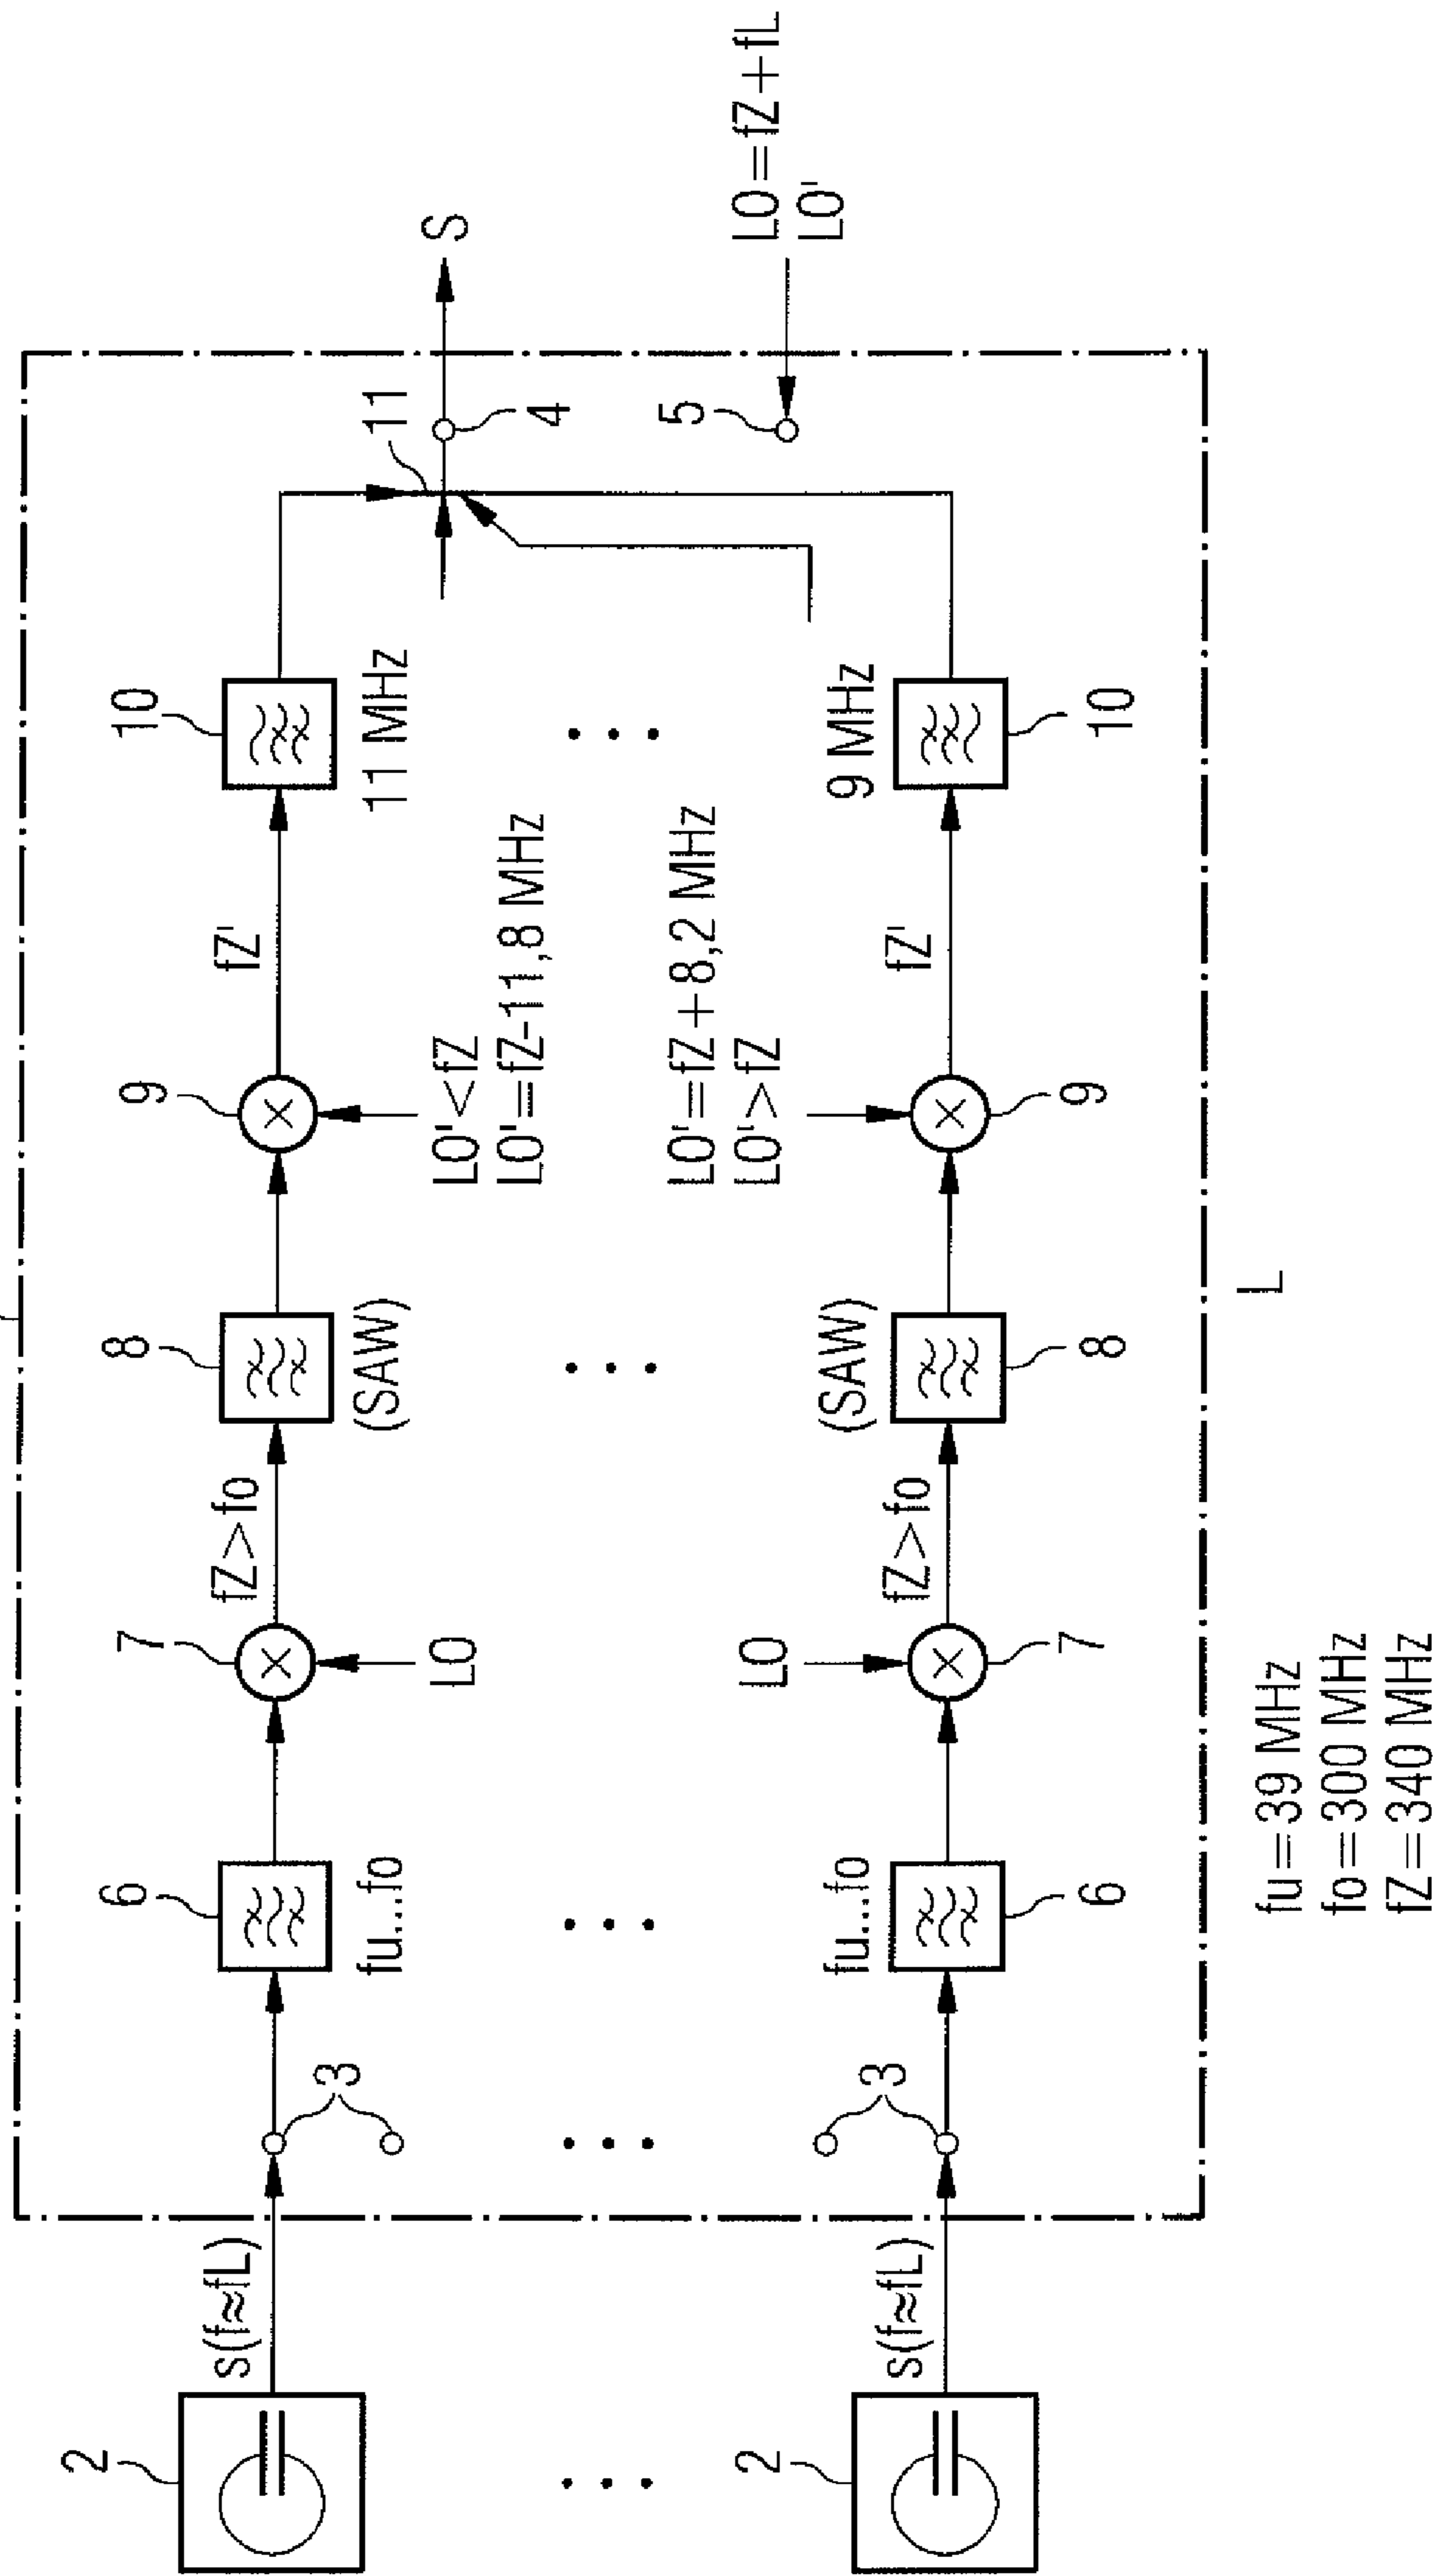 2
s(f≈fL)
3
6
fu...fo
7
LO
fZ>fo
8
(SAW)
9
LO'<fZ
LO'=fZ-11,8 MHz
fZ'
10
11 MHz
11
4
S
5
LO=fZ+fL
LO'
2
s(f≈fL)
3
fu...fo
6
LO
7
fZ>fo
(SAW)
8
LO'=fZ+8,2 MHz
LO'>fZ
9
fZ'
9 MHz
10
L
fu=39 MHz
fo=300 MHz
fZ=340 MHz